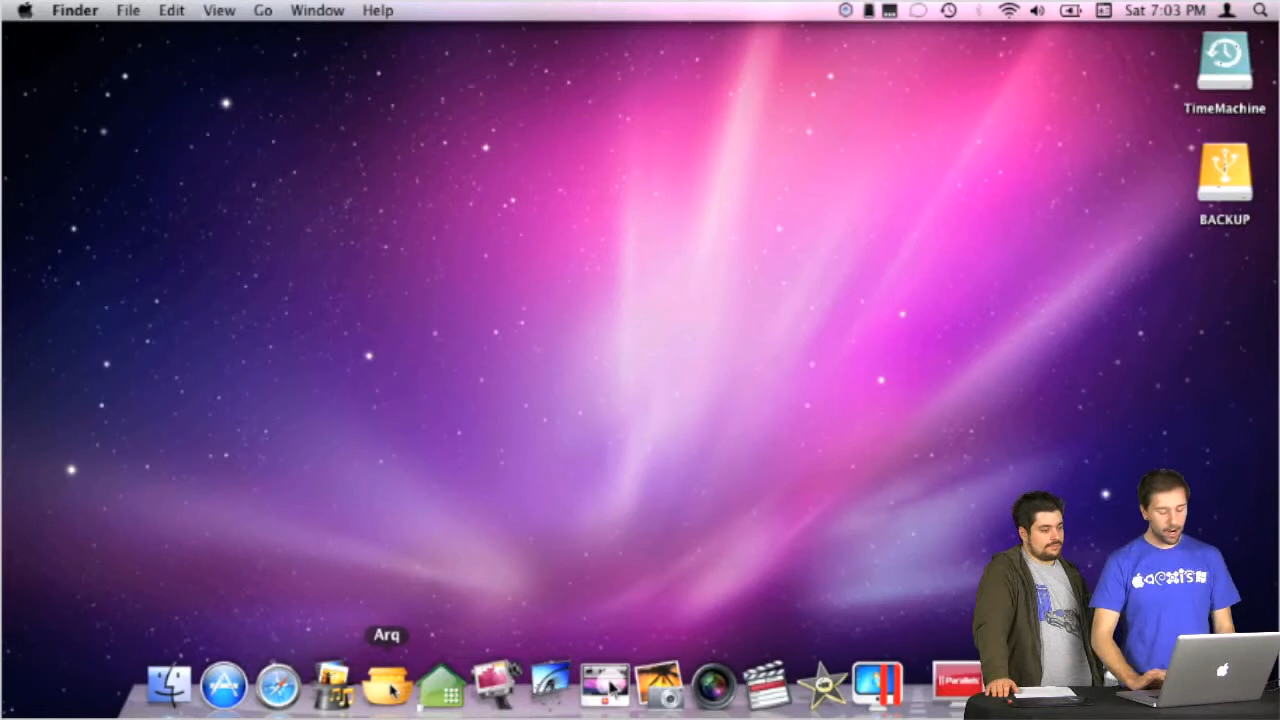 Finder File Edit View Go Window Help Sat 7:03 PM
TimeMachine
BACKUP
Arq
Parallels